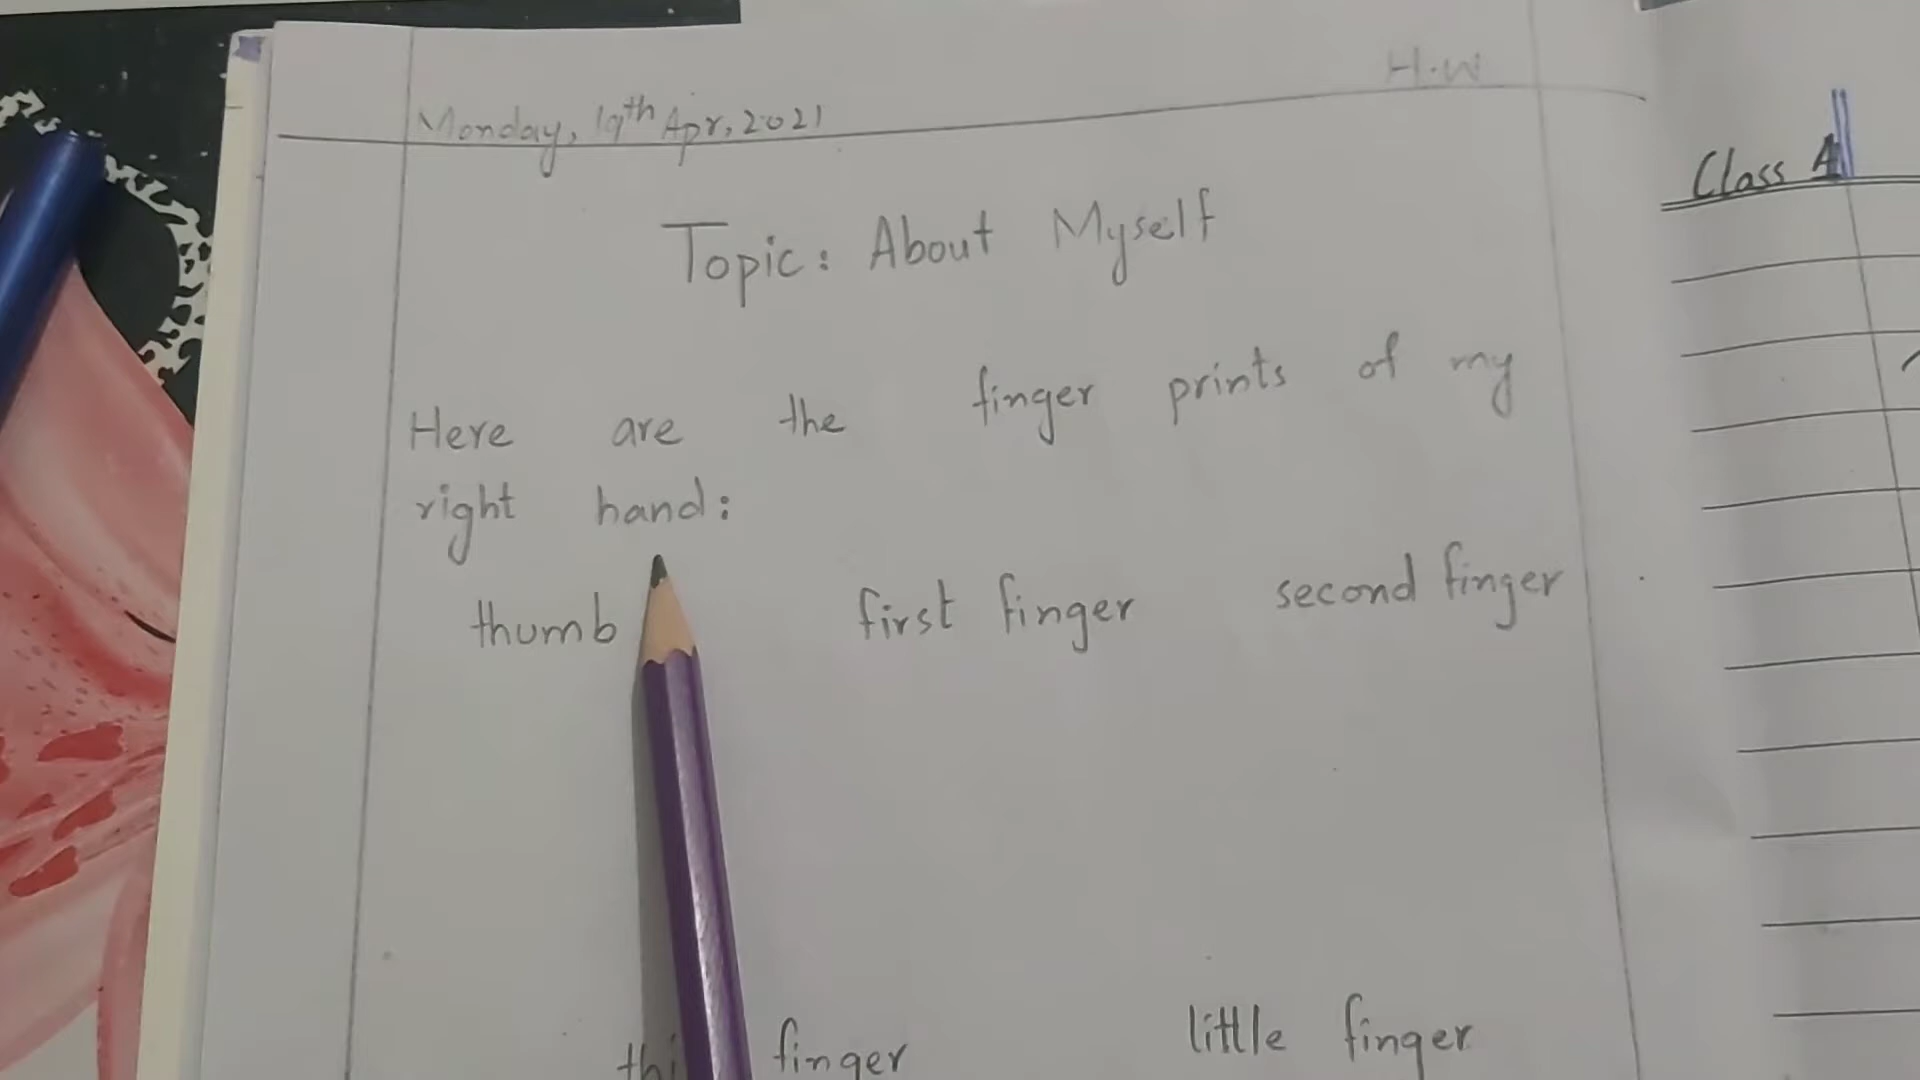 H.W
Monday, 19th Apr, 2021
Topic: About Myself
Here are the finger prints of my
right hand:
thumb first finger second finger
finger little finger
Class